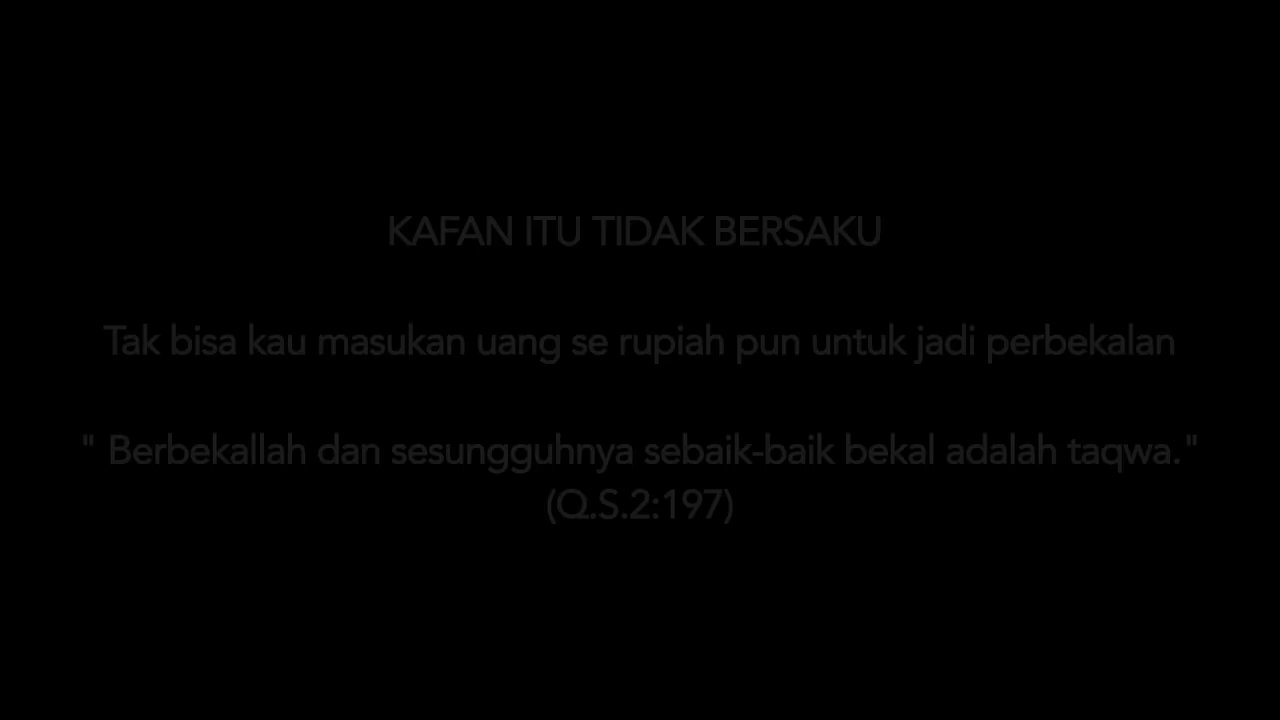 KAFAN ITU TIDAK BERSAKU
Tak bisa kau masukan uang se rupiah pun untuk jadi perbekalan
" Berbekallah dan sesungguhnya sebaik-baik bekal adalah taqwa."
(Q.S.2:197)